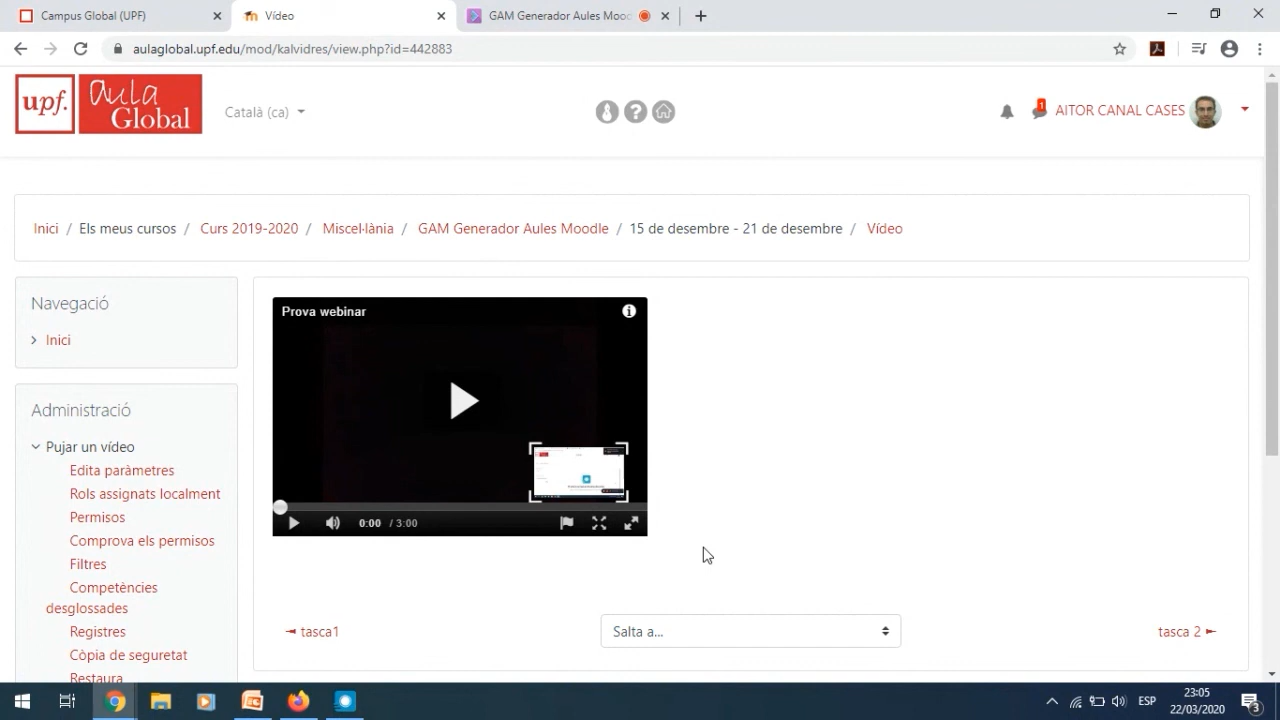 Campus Global (UPF)
Vídeo
GAM Generador Aules Mood
aulaglobal.upf.edu/mod/kalvidres/view.php?id=442883
upf. aula Global
Català (ca)
1
AITOR CANAL CASES
Inici / Els meus cursos / Curs 2019-2020 / Miscel·lània / GAM Generador Aules Moodle / 15 de desembre - 21 de desembre / Vídeo
Navegació
Inici
Administració
Pujar un vídeo
Edita paràmetres
Rols assignats localment
Permisos
Comprova els permisos
Filtres
Competències
desglossades
Registres
Còpia de seguretat
Restaura
Prova webinar
0:00 / 3:00
◄ tasca1
Salta a...
tasca 2 ►
ESP
23:05
22/03/2020
3